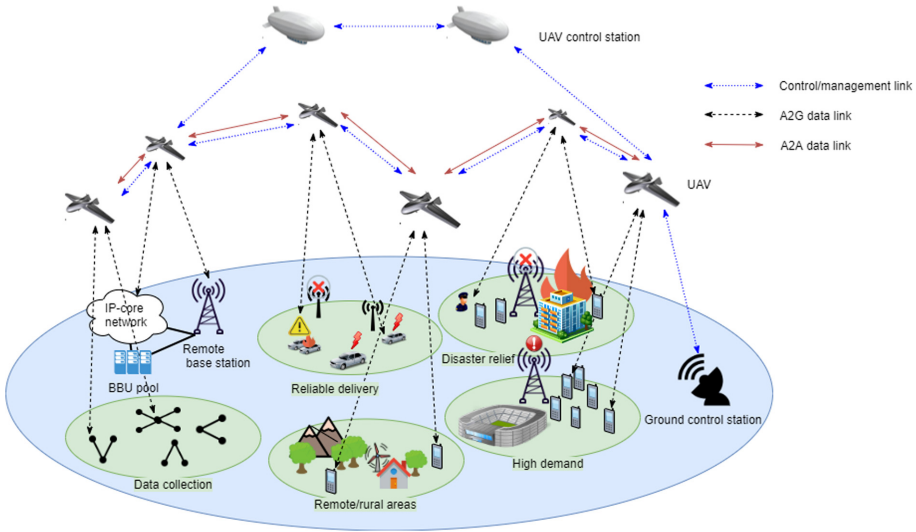 UAV control station
Control/management link
A2G data link
A2A data link
UAV
IP-core
network
Remote
base station
BBU pool
Reliable delivery
Disaster relief
Ground control station
Data collection
High demand
Remote/rural areas